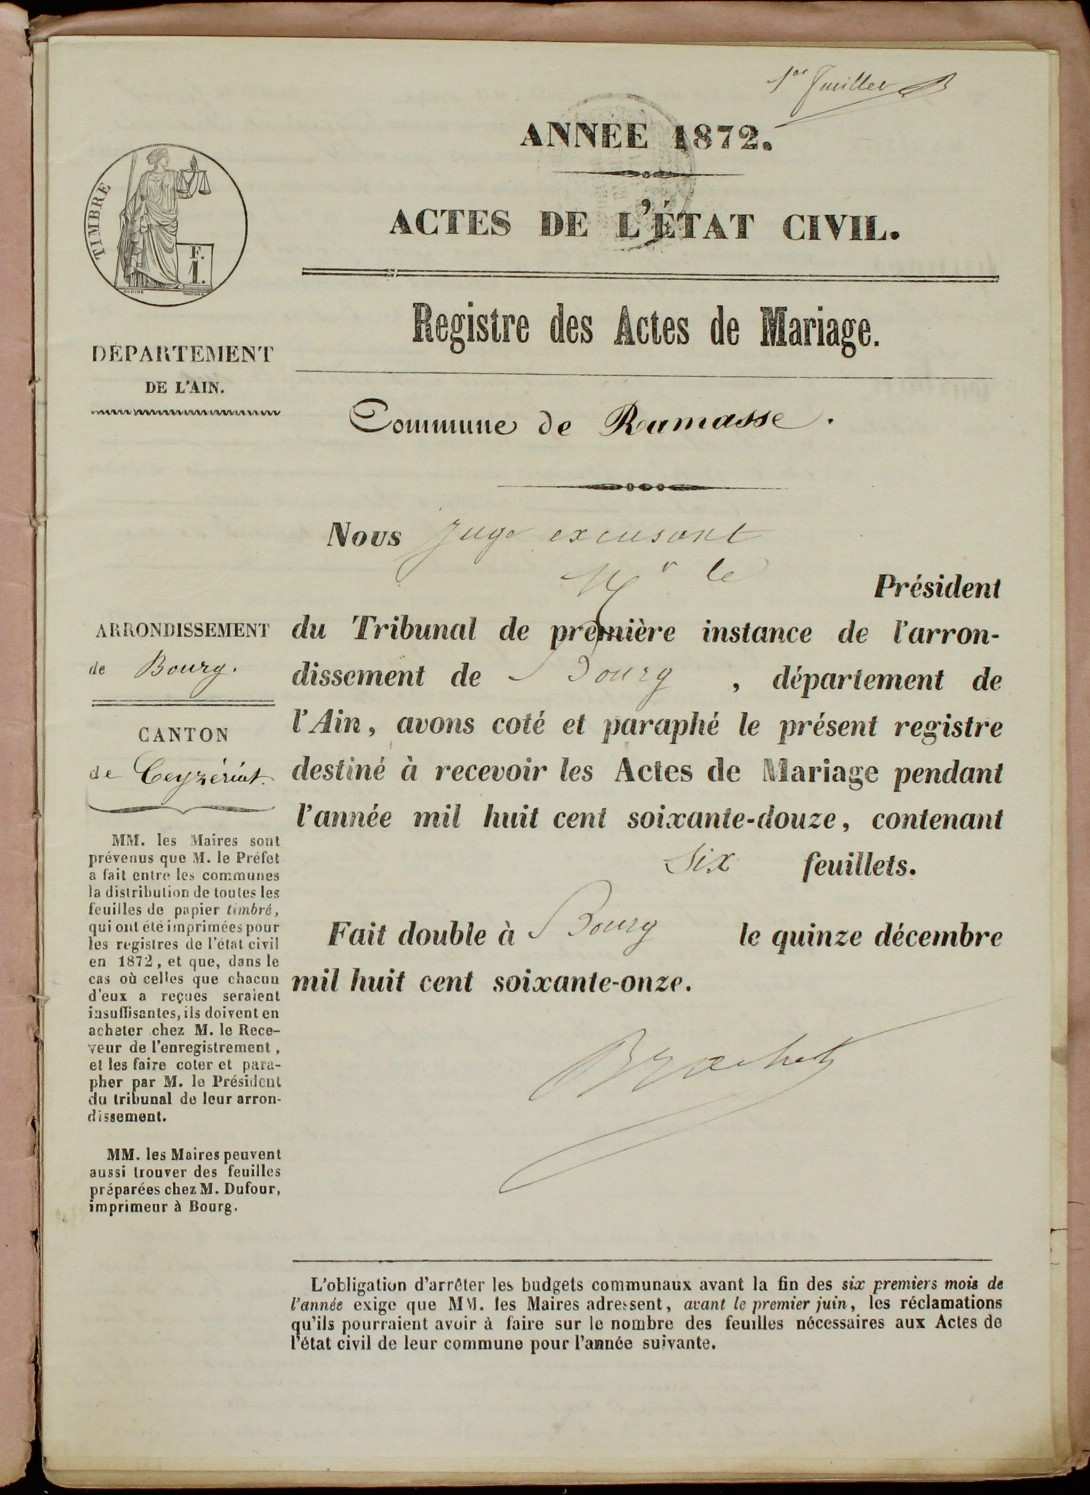 1er feuillet B
ANNÉE 1872.
ACTES DE L'ÉTAT CIVIL.
TIMBRE
F.
1.
Registre des Actes de Mariage.
DÉPARTEMENT
DE L'AIN.
Commune de Ramasse.
Nous Juge excusant
Mr le Président
du Tribunal de première instance de l'arron-
dissement de Bourg, département de
l'Ain, avons coté et paraphé le présent registre
destiné à recevoir les Actes de Mariage pendant
l'année mil huit cent soixante-douze, contenant
six feuillets.
Fait double à Bourg le quinze décembre
mil huit cent soixante-onze.
Brachet
ARRONDISSEMENT
de Bourg.
CANTON
de Ceyzériat.
MM. les Maires sont
prévenus que M. le Préfet
a fait entre les communes
la distribution de toutes les
feuilles de papier timbré,
qui ont été imprimées pour
les registres de l'état civil
en 1872, et que, dans le
cas où celles que chacun
d'eux a reçues seraient
insuffisantes, ils doivent en
acheter chez M. le Rece-
veur de l'enregistrement,
et les faire coter et para-
pher par M. le Président
du tribunal de leur arron-
dissement.
MM. les Maires peuvent
aussi trouver des feuilles
préparées chez M. Dufour,
imprimeur à Bourg.
L'obligation d'arrêter les budgets communaux avant la fin des six premiers mois de
l'année exige que MM. les Maires adressent, avant le premier juin, les réclamations
qu'ils pourraient avoir à faire sur le nombre des feuilles nécessaires aux Actes de
l'état civil de leur commune pour l'année suivante.